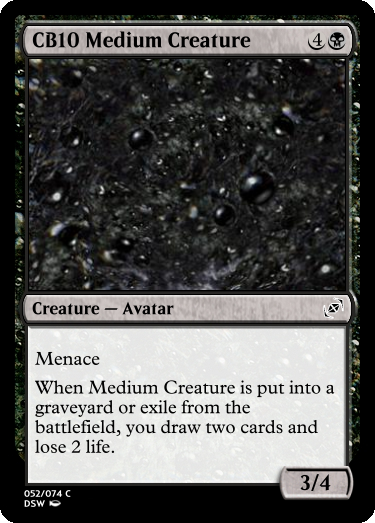 CB10 Medium Creature 4
Creature — Avatar
Menace
When Medium Creature is put into a
graveyard or exile from the
battlefield, you draw two cards and
lose 2 life.
3/4
052/074 C
DSW